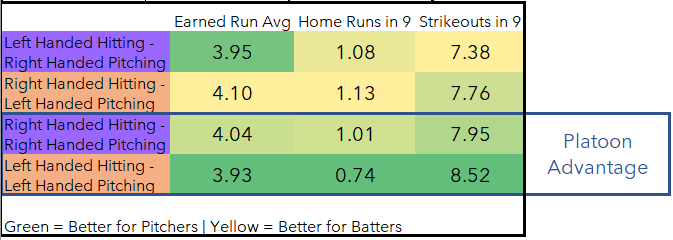 Earned Run Avg Home Runs in 9 Strikeouts in 9
Left Handed Hitting -
Right Handed Pitching 3.95 1.08 7.38
Right Handed Hitting -
Left Handed Pitching 4.10 1.13 7.76
Right Handed Hitting -
Right Handed Pitching 4.04 1.01 7.95
Left Handed Hitting -
Left Handed Pitching 3.93 0.74 8.52
Platoon
Advantage
Green = Better for Pitchers | Yellow = Better for Batters